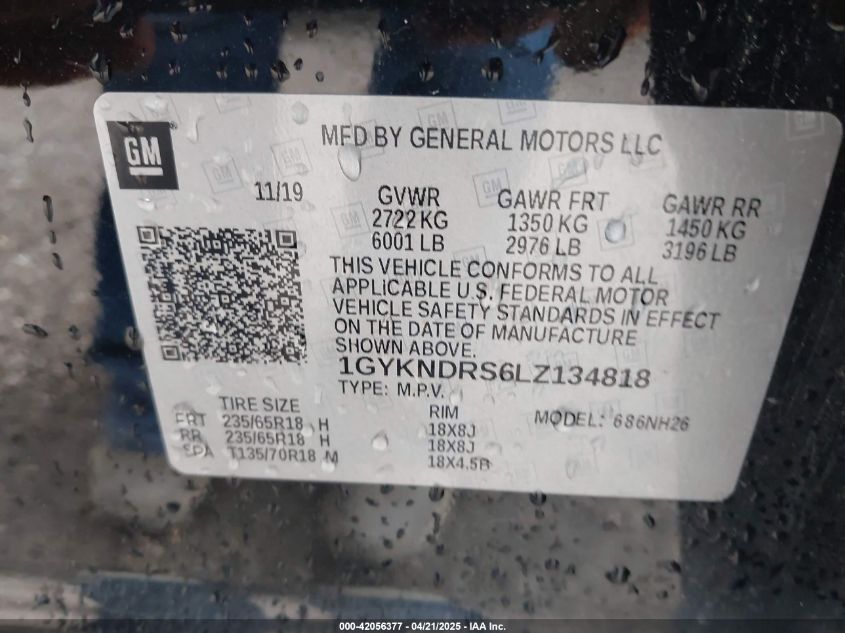 GM
MFD BY GENERAL MOTORS LLC
11/19 GVWR GAWR FRT GAWR RR
2722 KG 1350 KG 1450 KG
6001 LB 2976 LB 3196 LB
THIS VEHICLE CONFORMS TO ALL
APPLICABLE U.S. FEDERAL MOTOR
VEHICLE SAFETY STANDARDS IN EFFECT
ON THE DATE OF MANUFACTURE
SHOWN ABOVE.
1GYKNDRS6LZ134818
TYPE: M.P.V.
TIRE SIZE RIM MODEL: 686NH26
FRT 235/65R18 H 18X8J
RR 235/65R18 H 18X8J
SPA T135/70R18 M 18X4.5B
000-42056377 - 04/21/2025 - IAA Inc.